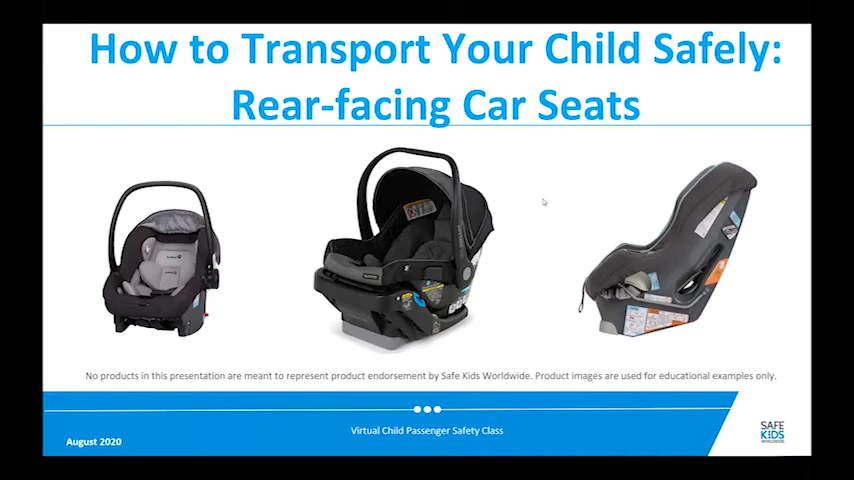 How to Transport Your Child Safely:
Rear-facing Car Seats
No products in this presentation are meant to represent product endorsement by Safe Kids Worldwide. Product images are used for educational examples only.
Virtual Child Passenger Safety Class
August 2020
SAFE
KIDS
WORLDWIDE